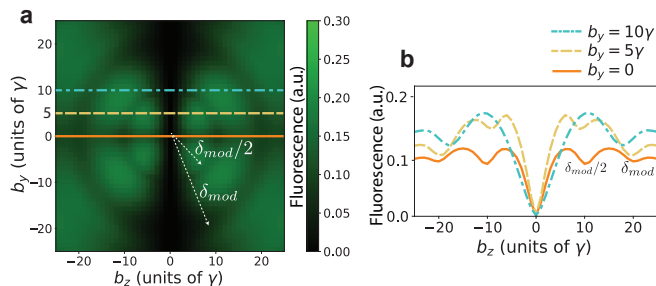 a
b_y (units of γ)
20
10
5
0
−10
−20
δ_mod/2
δ_mod
−20 −10 0 10 20
b_z (units of γ)
0.30
0.25
0.20
0.15
0.10
0.05
0.00
Fluorescence (a.u.)
b
b_y = 10γ
b_y = 5γ
b_y = 0
Fluorescence (a.u.)
0.2
0.1
0.0
δ_mod/2
δ_mod
−20 −10 0 10 20
b_z (units of γ)